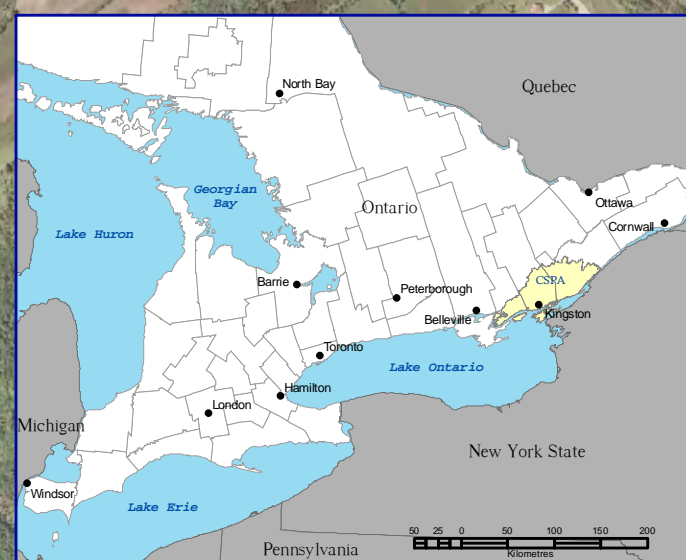 North Bay
Quebec
Georgian
Bay
Ontario
Ottawa
Lake Huron
Cornwall
Barrie
CSPA
Peterborough
Belleville
Kingston
Toronto
Lake Ontario
Hamilton
London
Michigan
New York State
Windsor
Lake Erie
50 25 0 50 100 150 200
Kilometres
Pennsylvania